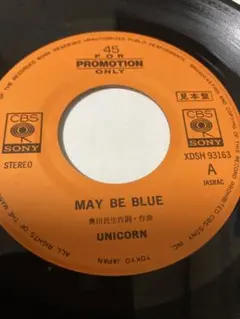 45
FOR
PROMOTION
ONLY
見本盤
CBS
SONY
CBS
SONY
STEREO
XDSH 93163
A
JASRAC
MAY BE BLUE
奥田民生作詞・作曲
UNICORN
TOKYO JAPAN